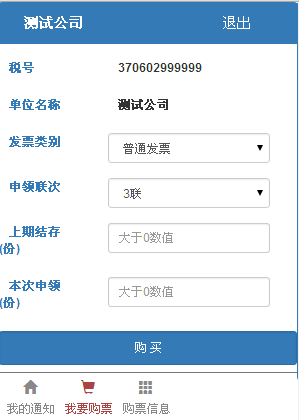 测试公司 退出
税号 370602999999
单位名称 测试公司
发票类别 普通发票
申领联次 3联
上期结存
(份) 大于0数值
本次申领
(份) 大于0数值
购买
我的通知 我要购票 购票信息